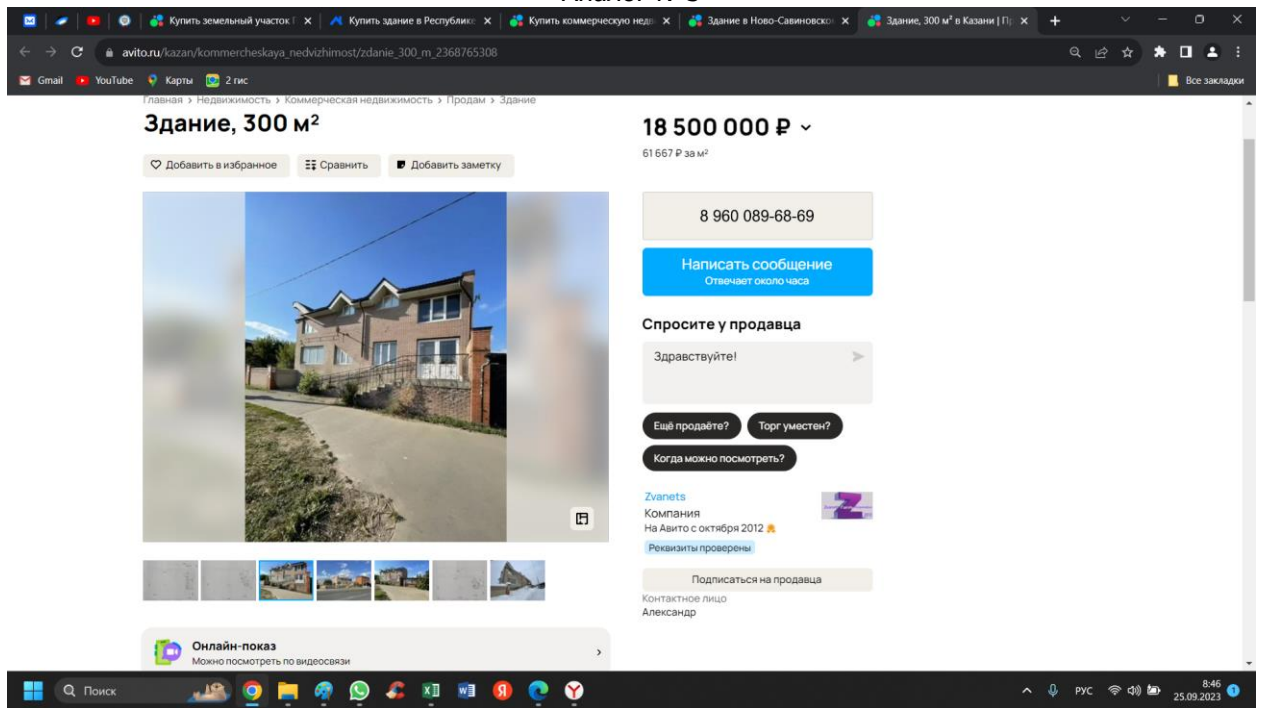 Купить земельный участок Г
Купить здание в Республике
Купить коммерческую недв
Здание в Ново-Савиновско
Здание, 300 м² в Казани | Пр
avito.ru/kazan/kommercheskaya_nedvizhimost/zdanie_300_m_2368765308
Gmail
YouTube
Карты
2 гис
Все закладки
Главная > Недвижимость > Коммерческая недвижимость > Продам > Здание
Здание, 300 м²
18 500 000 ₽
61 667 ₽ за м²
Добавить в избранное
Сравнить
Добавить заметку
8 960 089-68-69
Написать сообщение
Отвечает около часа
Спросите у продавца
Здравствуйте!
Ещё продаёте?
Торг уместен?
Когда можно посмотреть?
Zvanets
Компания
На Авито с октября 2012
Реквизиты проверены
Подписаться на продавца
Контактное лицо
Александр
Онлайн-показ
Можно посмотреть по видеосвязи
Поиск
РУС
8:46
25.09.2023
1